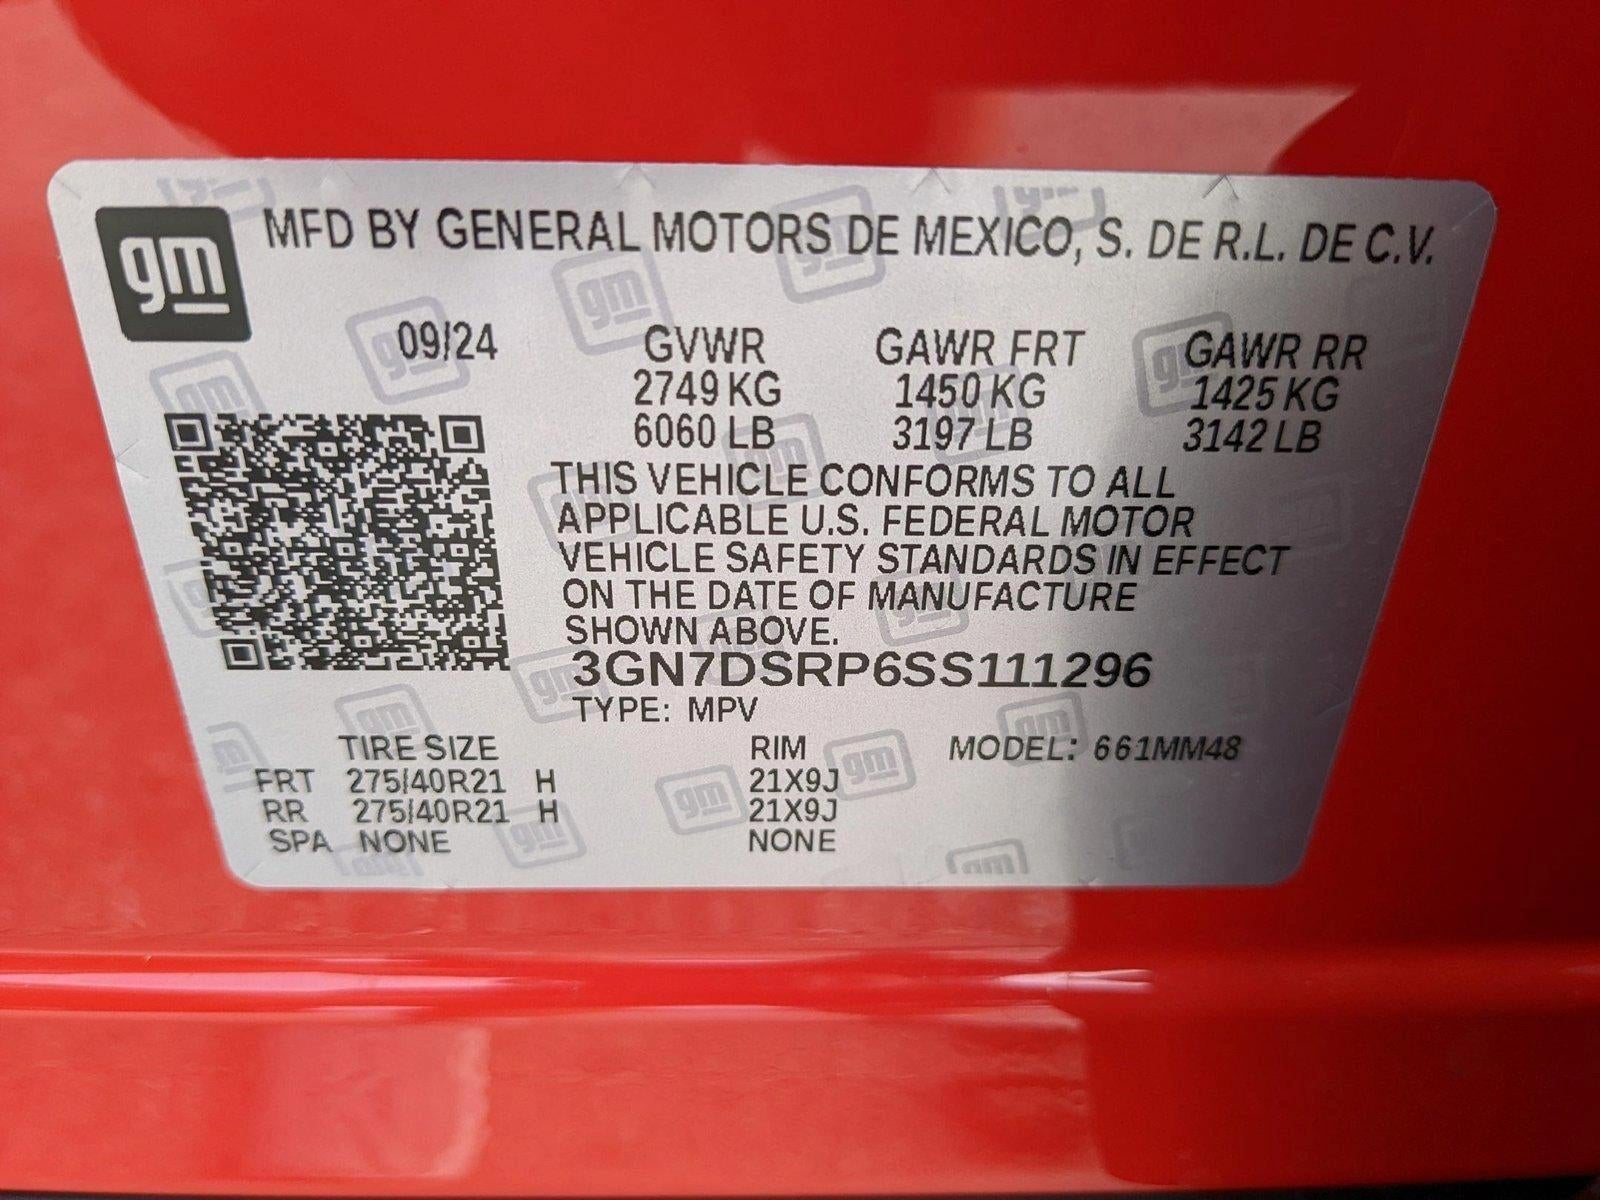 gm
MFD BY GENERAL MOTORS DE MEXICO, S. DE R.L. DE C.V.
09/24 GVWR GAWR FRT GAWR RR
2749 KG 1450 KG 1425 KG
6060 LB 3197 LB 3142 LB
THIS VEHICLE CONFORMS TO ALL
APPLICABLE U.S. FEDERAL MOTOR
VEHICLE SAFETY STANDARDS IN EFFECT
ON THE DATE OF MANUFACTURE
SHOWN ABOVE.
3GN7DSRP6SS111296
TYPE: MPV
TIRE SIZE RIM MODEL: 661MM48
FRT 275/40R21 H 21X9J
RR 275/40R21 H 21X9J
SPA NONE NONE